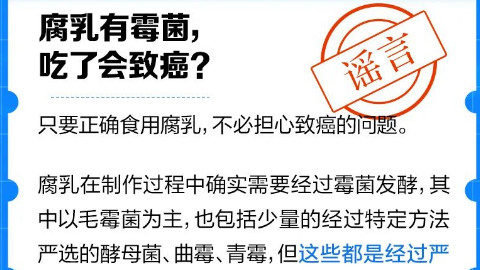 腐乳有霉菌，
吃了会致癌？
谣言
只要正确食用腐乳，不必担心致癌的问题。
腐乳在制作过程中确实需要经过霉菌发酵，其
中以毛霉菌为主，也包括少量的经过特定方法
严选的酵母菌、曲霉、青霉，但这些都是经过严